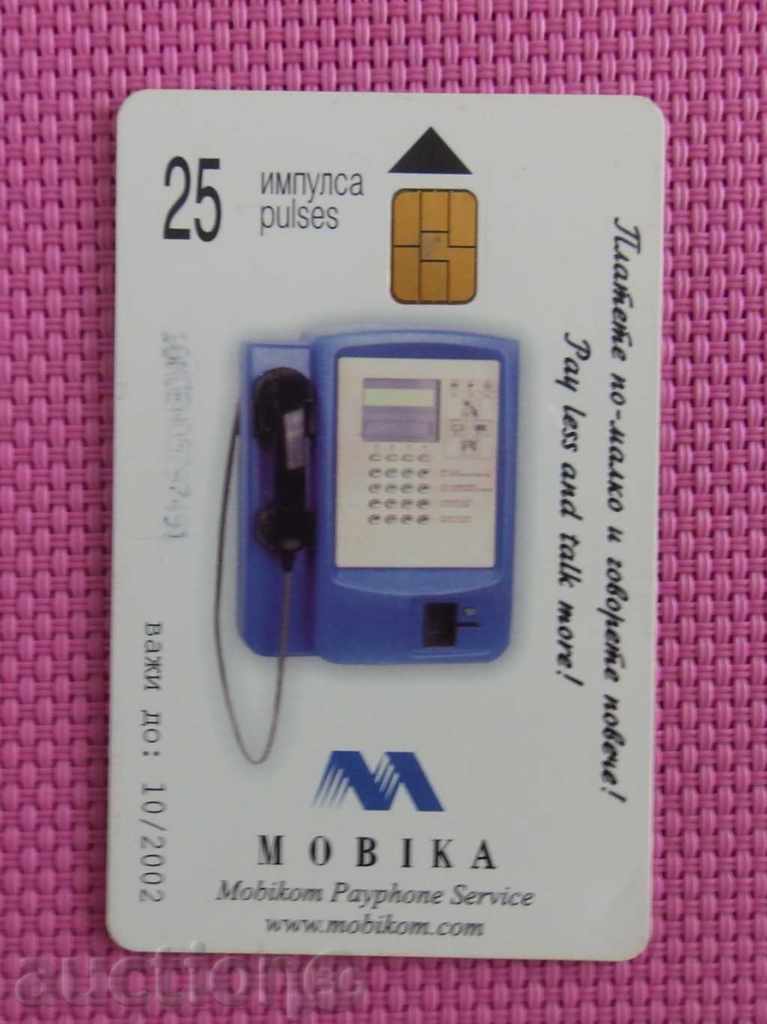 25
импулса
pulses
Платете по-малко и говорете повече!
Pay less and talk more!
важи до: 10/2002
MOBIKA
Mobikom Payphone Service
www.mobikom.com
auction